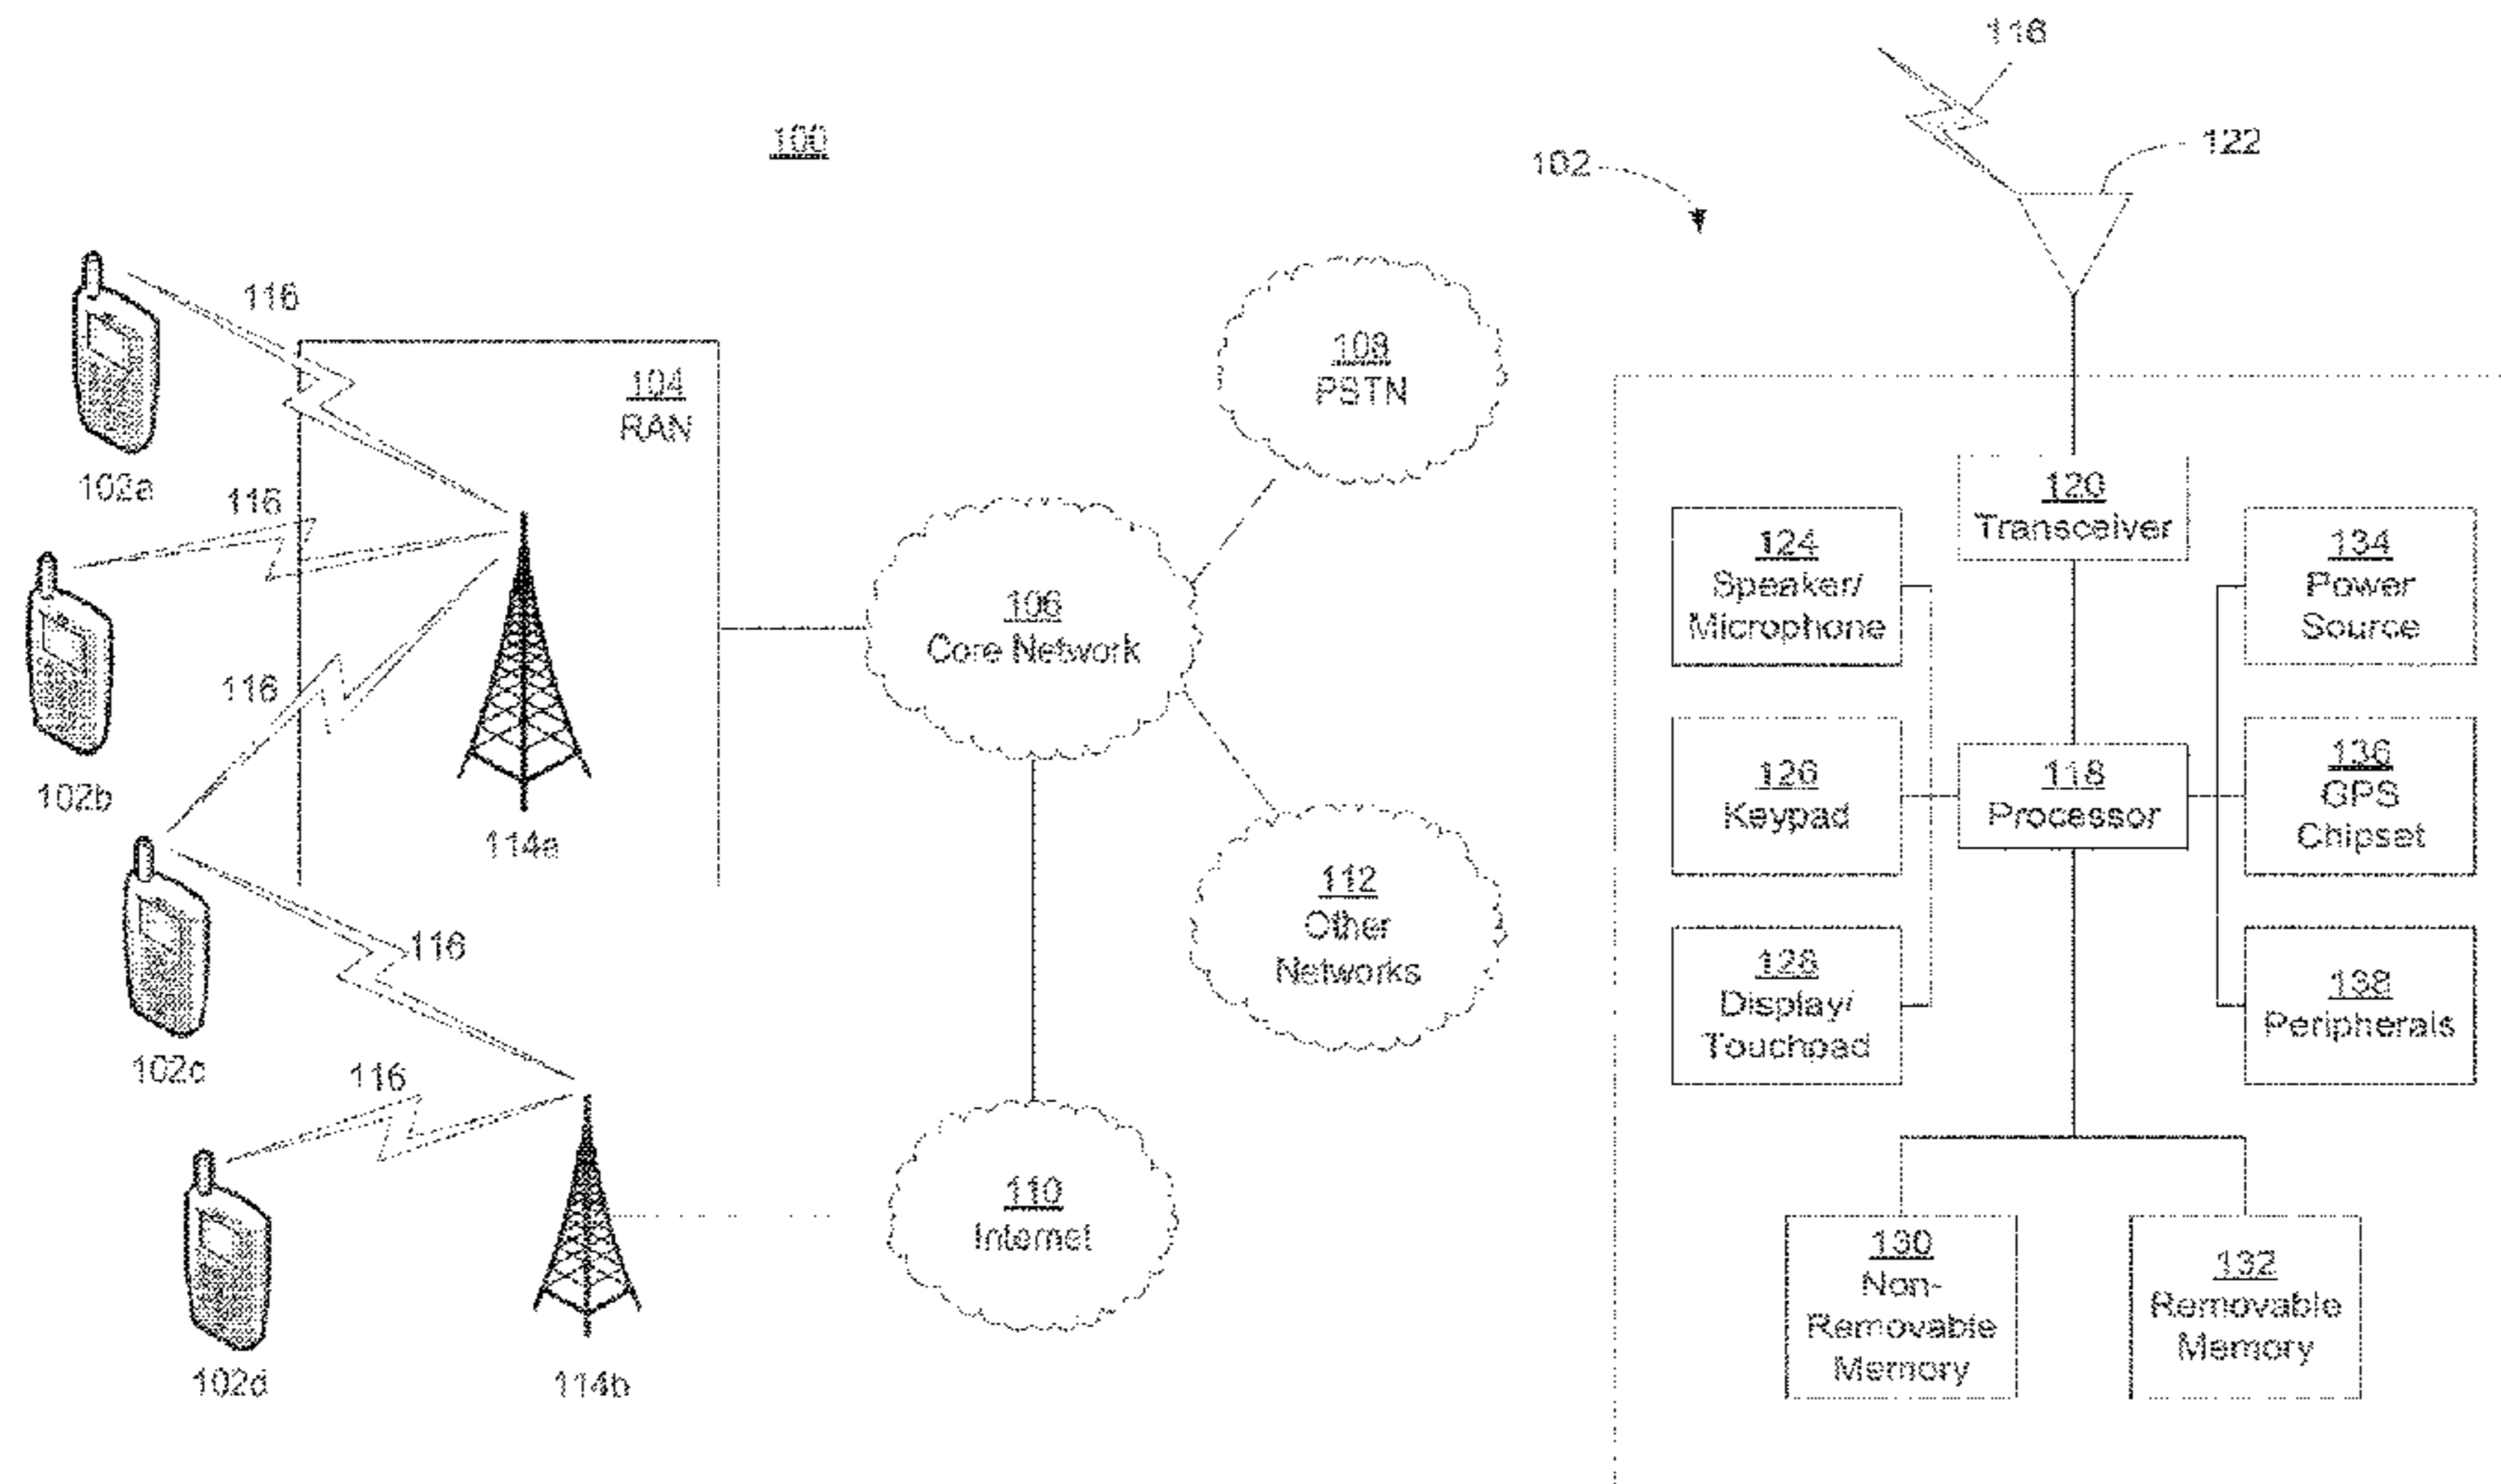 100
116
102a
116
102b
116
102c
116
102d
116
104
RAN
114a
114b
106
Core Network
108
PSTN
112
Other
Networks
110
Internet
102
116
122
120
Transceiver
124
Speaker/
Microphone
134
Power
Source
126
Keypad
118
Processor
136
GPS
Chipset
128
Display/
Touchpad
138
Peripherals
130
Non-
Removable
Memory
132
Removable
Memory